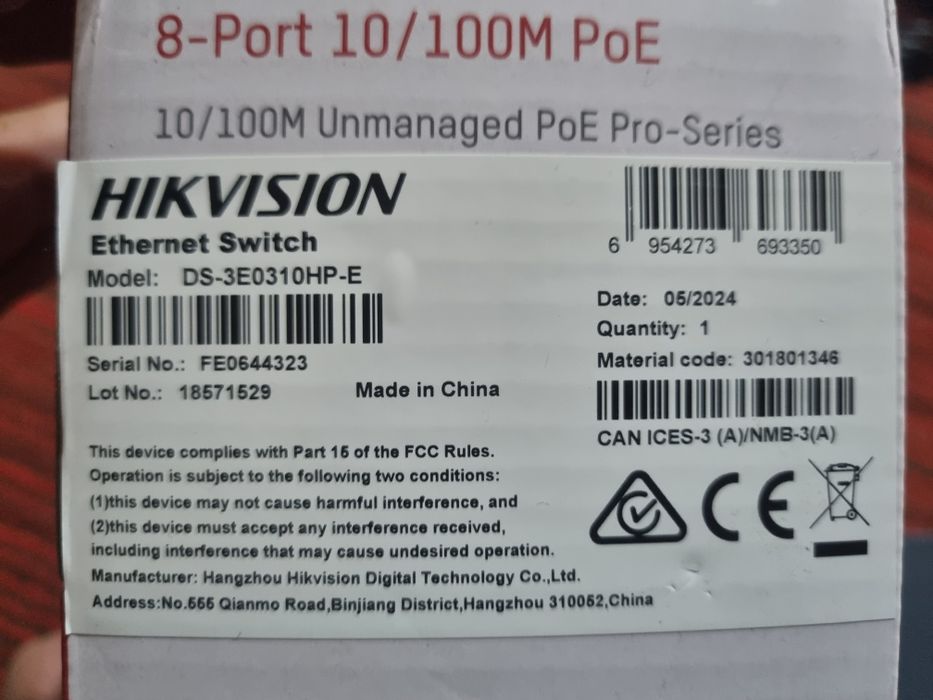 8-Port 10/100M PoE
10/100M Unmanaged PoE Pro-Series
HIKVISION
Ethernet Switch
Model: DS-3E0310HP-E
Serial No.: FE0644323
Lot No.: 18571529
Made in China
6 954273 693350
Date: 05/2024
Quantity: 1
Material code: 301801346
CAN ICES-3 (A)/NMB-3(A)
This device complies with Part 15 of the FCC Rules.
Operation is subject to the following two conditions:
(1)this device may not cause harmful interference, and
(2)this device must accept any interference received,
including interference that may cause undesired operation.
Manufacturer: Hangzhou Hikvision Digital Technology Co.,Ltd.
Address:No.555 Qianmo Road,Binjiang District,Hangzhou 310052,China
CE